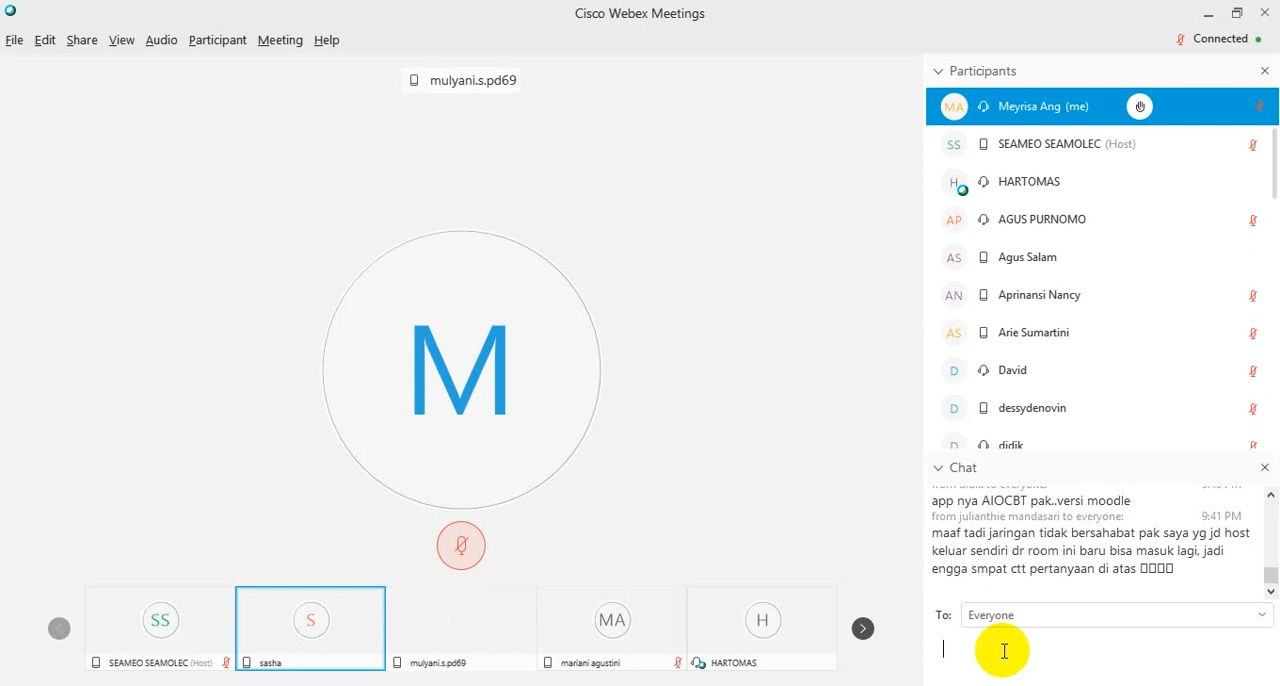 Cisco Webex Meetings
File Edit Share View Audio Participant Meeting Help
Connected
mulyani.s.pd69
M
SS
SEAMEO SEAMOLEC (Host)
S
sasha
mulyani.s.pd69
MA
mariani agustini
H
HARTOMAS
Participants
MA Meyrisa Ang (me)
SS SEAMEO SEAMOLEC (Host)
H HARTOMAS
AP AGUS PURNOMO
AS Agus Salam
AN Aprinansi Nancy
AS Arie Sumartini
D David
D dessydenovin
D didik
Chat
app nya AIOCBT pak..versi moodle
from julianthie mandasari to everyone: 9:41 PM
maaf tadi jaringan tidak bersahabat pak saya yg jd host
keluar sendiri dr room ini baru bisa masuk lagi, jadi
engga smpat ctt pertanyaan di atas
To: Everyone